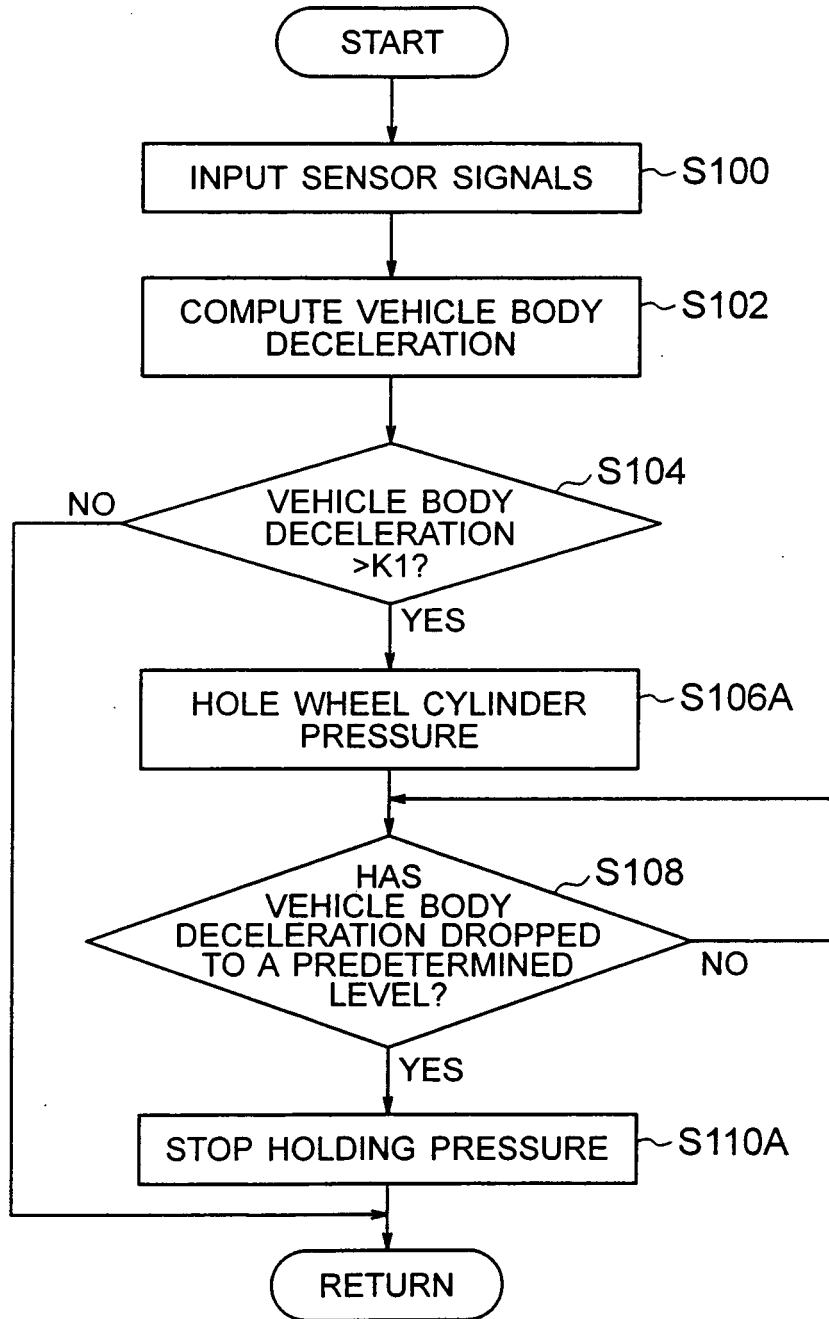 START
INPUT SENSOR SIGNALS
S100
COMPUTE VEHICLE BODY
DECELERATION
S102
S104
NO
VEHICLE BODY
DECELERATION
>K1?
YES
HOLE WHEEL CYLINDER
PRESSURE
S106A
S108
HAS
VEHICLE BODY
DECELERATION DROPPED
TO A PREDETERMINED
LEVEL?
NO
YES
STOP HOLDING PRESSURE
S110A
RETURN